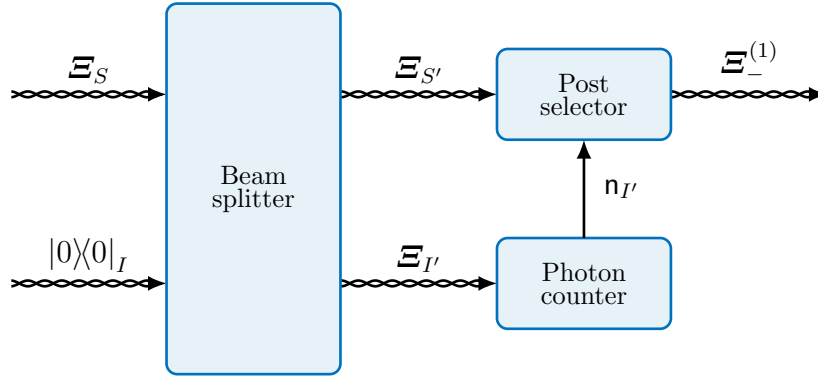 Ξ_S
Ξ_{S'}
Post
selector
Ξ_-^{(1)}
Beam
splitter
n_{I'}
|0⟩⟨0|_I
Ξ_{I'}
Photon
counter